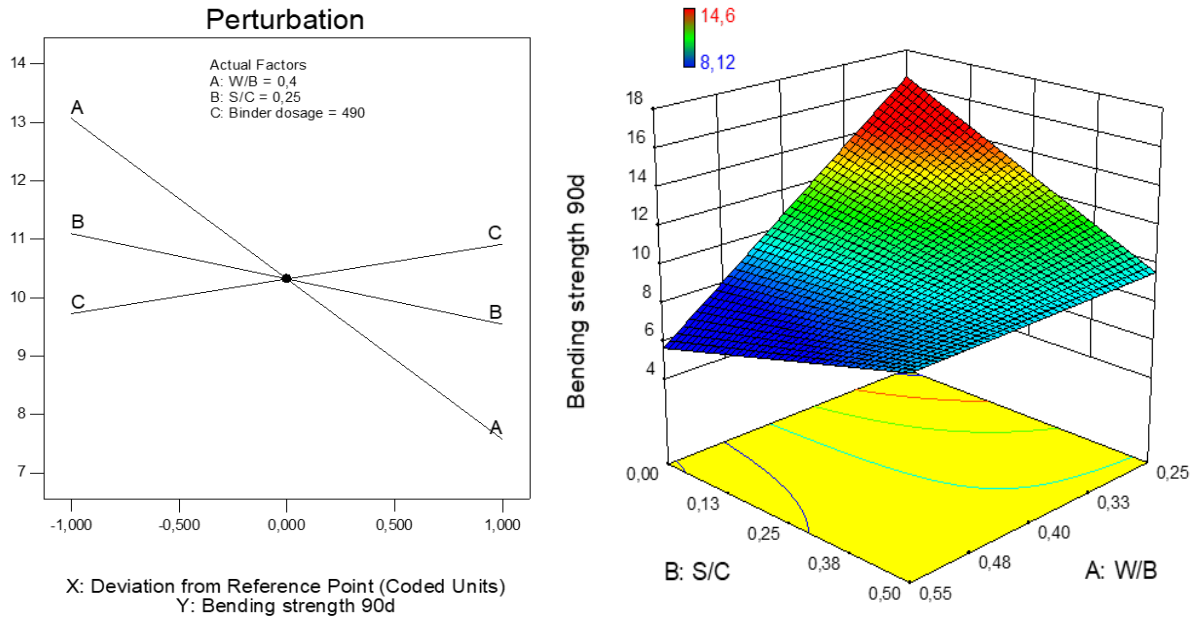 Perturbation
Actual Factors
A: W/B = 0,4
B: S/C = 0,25
C: Binder dosage = 490
14
13
12
11
10
9
8
7
A
B
C
C
B
A
-1,000
-0,500
0,000
0,500
1,000
X: Deviation from Reference Point (Coded Units)
Y: Bending strength 90d
14,6
8,12
18
16
14
12
10
8
6
4
Bending strength 90d
0,00
0,13
0,25
0,38
0,50
B: S/C
0,25
0,33
0,40
0,48
0,55
A: W/B